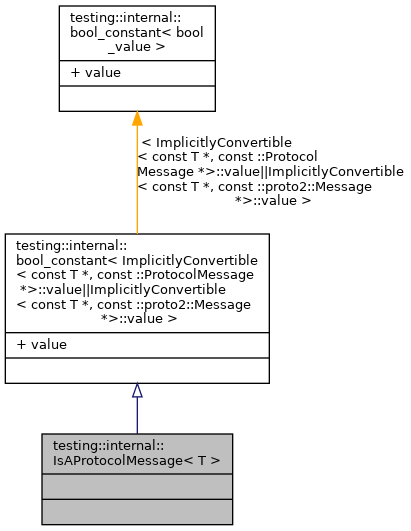 testing::internal::
bool_constant< bool
_value >
+ value
< ImplicitlyConvertible
< const T *, const ::Protocol
Message *>::value||ImplicitlyConvertible
< const T *, const ::proto2::Message
*>::value >
testing::internal::
bool_constant< ImplicitlyConvertible
< const T *, const ::ProtocolMessage
*>::value||ImplicitlyConvertible
< const T *, const ::proto2::Message
*>::value >
+ value
testing::internal::
IsAProtocolMessage< T >